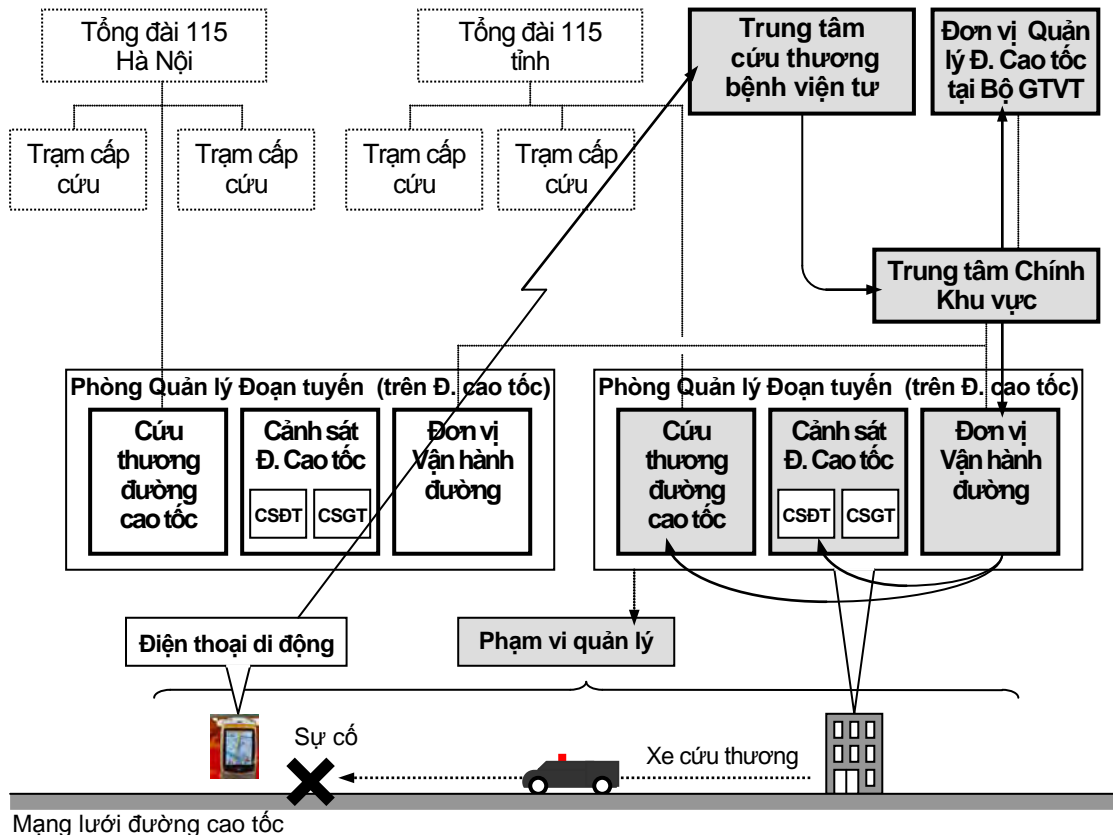 Tổng đài 115
Hà Nội
Tổng đài 115
tỉnh
Trung tâm
cứu thương
bệnh viện tư
Đơn vị Quản
lý Đ. Cao tốc
tại Bộ GTVT
Trạm cấp
cứu
Trạm cấp
cứu
Trạm cấp
cứu
Trạm cấp
cứu
Trung tâm Chính
Khu vực
Phòng Quản lý Đoạn tuyến (trên Đ. cao tốc)
Cứu
thương
đường
cao tốc
Cảnh sát
Đ. Cao tốc
CSĐT
CSGT
Đơn vị
Vận hành
đường
Phòng Quản lý Đoạn tuyến (trên Đ. cao tốc)
Cứu
thương
đường
cao tốc
Cảnh sát
Đ. Cao tốc
CSĐT
CSGT
Đơn vị
Vận hành
đường
Điện thoại di động
Phạm vi quản lý
Sự cố
Xe cứu thương
Mạng lưới đường cao tốc